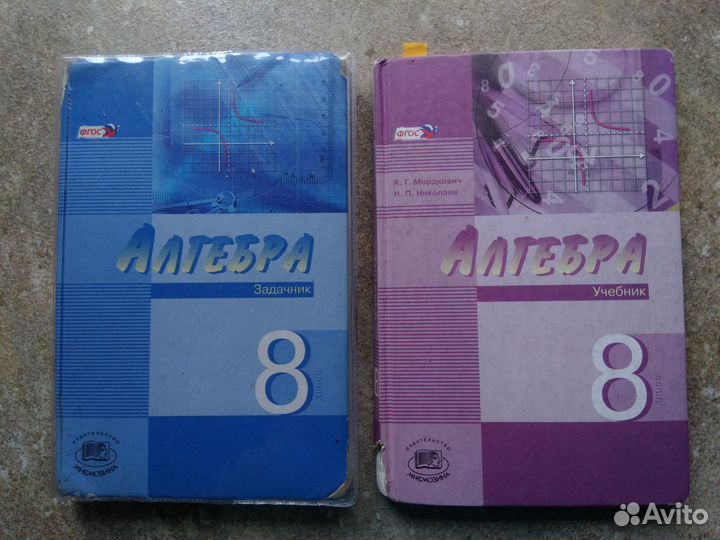 ФГОС
АЛГЕБРА
Задачник
8
класс
ИЗДАТЕЛЬСТВО
МНЕМОЗИНА
ФГОС
А. Г. Мордкович
Н. П. Николаев
АЛГЕБРА
Учебник
8
класс
ИЗДАТЕЛЬСТВО
МНЕМОЗИНА
Avito